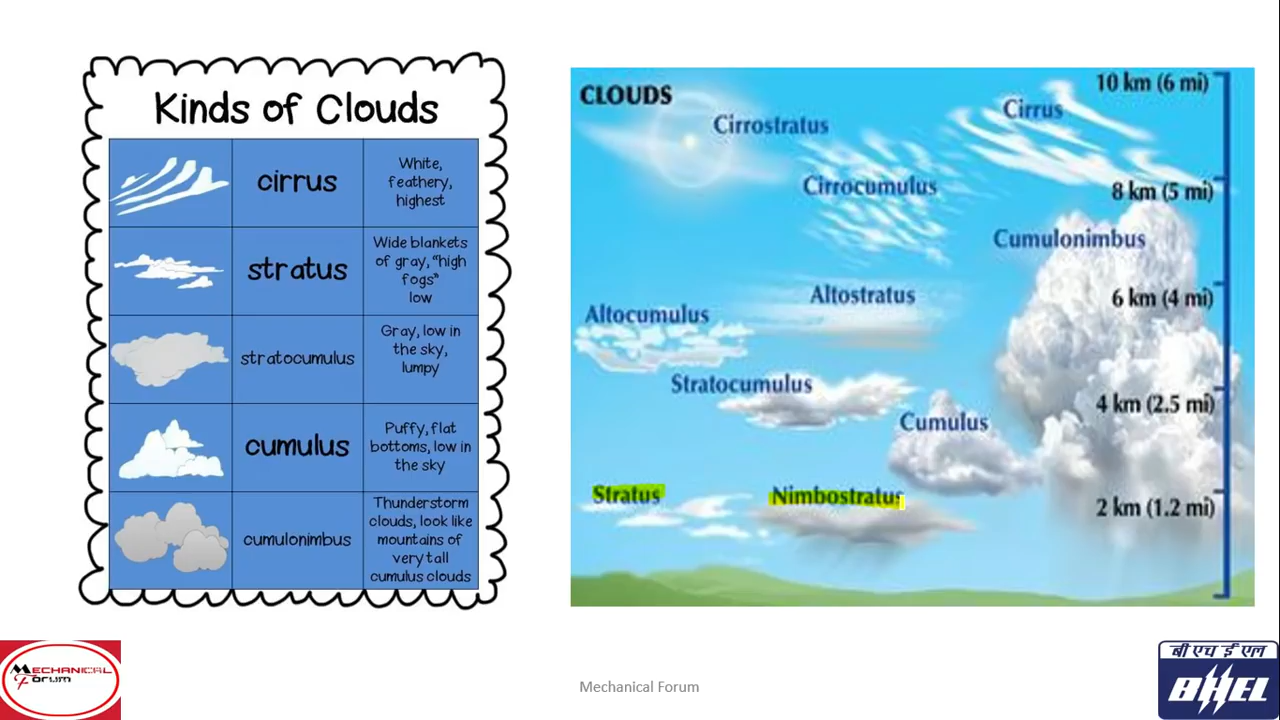 Kinds of Clouds
cirrus
White,
feathery,
highest
stratus
Wide blankets
of gray, "high
fogs"
low
stratocumulus
Gray, low in
the sky,
lumpy
cumulus
Puffy, flat
bottoms, low in
the sky
cumulonimbus
Thunderstorm
clouds, look like
mountains of
very tall
cumulus clouds
CLOUDS
10 km (6 mi)
Cirrus
Cirrostratus
Cirrocumulus
8 km (5 mi)
Cumulonimbus
Altostratus
6 km (4 mi)
Altocumulus
Stratocumulus
4 km (2.5 mi)
Cumulus
Stratus
Nimbostratus
2 km (1.2 mi)
MECHANICAL
Forum
Mechanical Forum
बी एच ई एल
BHEL